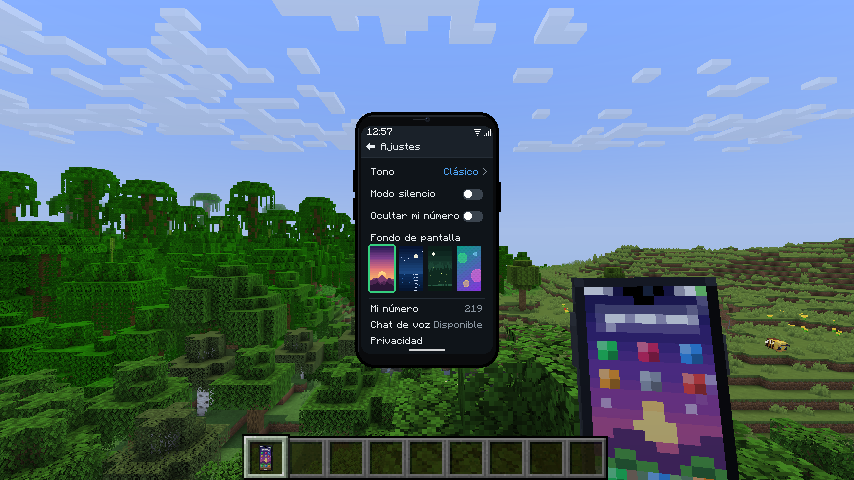 12:57
Ajustes
Tono Clásico
Modo silencio
Ocultar mi número
Fondo de pantalla
Mi número 219
Chat de voz Disponible
Privacidad